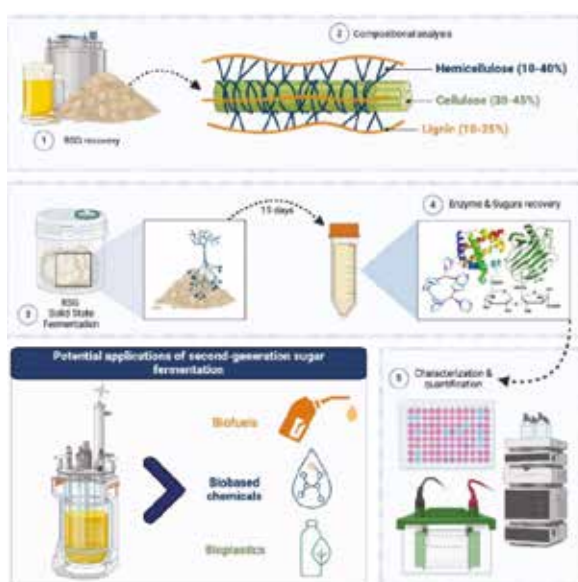 2 Compositional analysis
Hemicellulose (10-40%)
Cellulose (30-45%)
Lignin (10-35%)
1 BSG recovery
15 days
4 Enzyme & Sugars recovery
3
BSG
Solid State
Fermentation
Potential applications of second-generation sugar
fermentation
Biofuels
Biobased
chemicals
Bioplastics
5 Characterization &
quantification